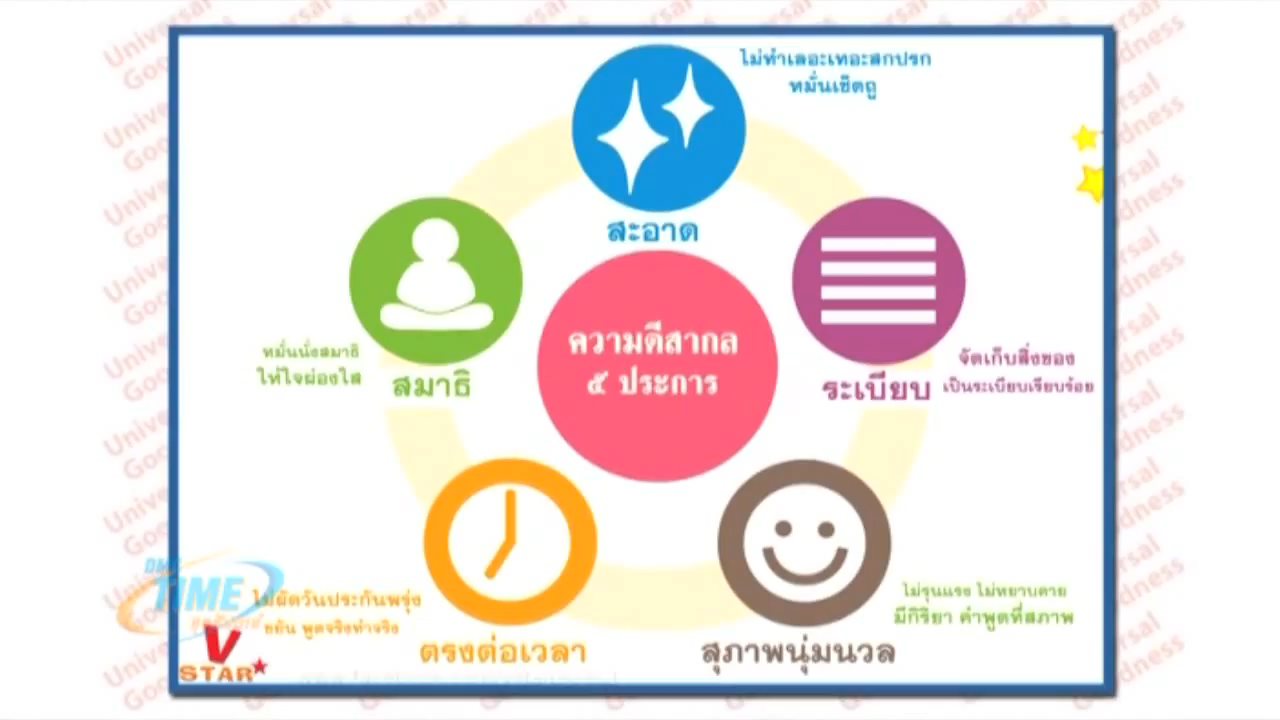 ไม่ทำเลอะเทอะสกปรก
หมั่นเช็ดถู
สะอาด
ความดีสากล
๕ ประการ
ระเบียบ
จัดเก็บสิ่งของ
เป็นระเบียบเรียบร้อย
หมั่นนั่งสมาธิ
ให้ใจผ่องใส
สมาธิ
ไม่ผัดวันประกันพรุ่ง
ขยัน พูดจริงทำจริง
ตรงต่อเวลา
ไม่รุนแรง ไม่หยาบคาย
มีกิริยา คำพูดที่สุภาพ
สุภาพนุ่มนวล
DMC
TIME
V
STAR